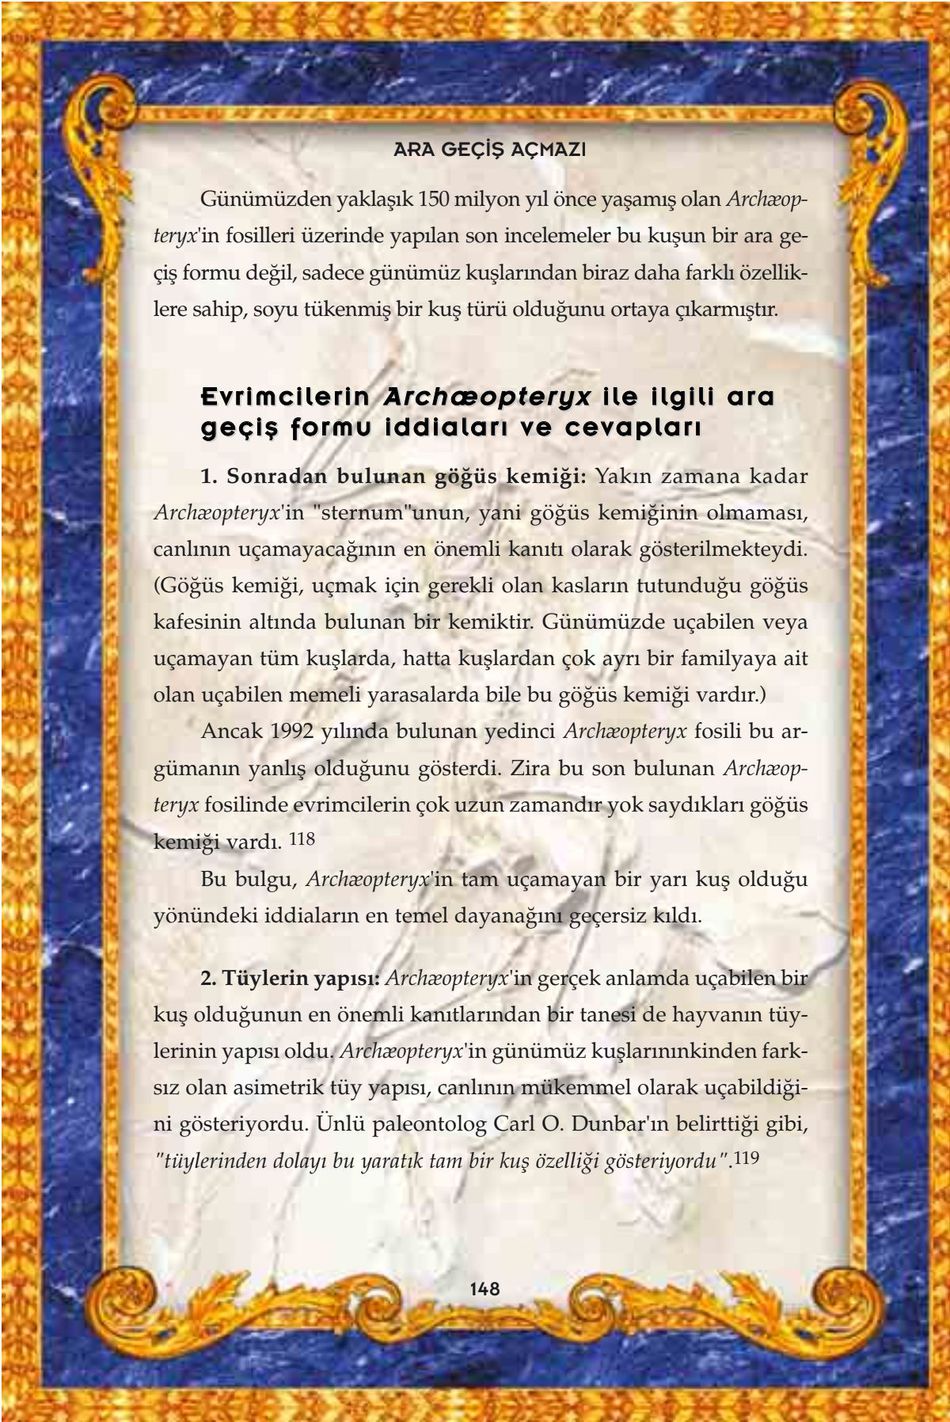 ARA GEÇİŞ AÇMAZI
Günümüzden yaklaşık 150 milyon yıl önce yaşamış olan Archæop-
teryx'in fosilleri üzerinde yapılan son incelemeler bu kuşun bir ara ge-
çiş formu değil, sadece günümüz kuşlarından biraz daha farklı özellik-
lere sahip, soyu tükenmiş bir kuş türü olduğunu ortaya çıkarmıştır.
Evrimcilerin Archæopteryx ile ilgili ara
geçiş formu iddiaları ve cevapları
1. Sonradan bulunan göğüs kemiği: Yakın zamana kadar
Archæopteryx'in "sternum"unun, yani göğüs kemiğinin olmaması,
canlının uçamayacağının en önemli kanıtı olarak gösterilmekteydi.
(Göğüs kemiği, uçmak için gerekli olan kasların tutunduğu göğüs
kafesinin altında bulunan bir kemiktir. Günümüzde uçabilen veya
uçamayan tüm kuşlarda, hatta kuşlardan çok ayrı bir familyaya ait
olan uçabilen memeli yarasalarda bile bu göğüs kemiği vardır.)
Ancak 1992 yılında bulunan yedinci Archæopteryx fosili bu ar-
gümanın yanlış olduğunu gösterdi. Zira bu son bulunan Archæop-
teryx fosilinde evrimcilerin çok uzun zamandır yok saydıkları göğüs
kemiği vardı. 118
Bu bulgu, Archæopteryx'in tam uçamayan bir yarı kuş olduğu
yönündeki iddiaların en temel dayanağını geçersiz kıldı.
2. Tüylerin yapısı: Archæopteryx'in gerçek anlamda uçabilen bir
kuş olduğunun en önemli kanıtlarından bir tanesi de hayvanın tüy-
lerinin yapısı oldu. Archæopteryx'in günümüz kuşlarınınkinden fark-
sız olan asimetrik tüy yapısı, canlının mükemmel olarak uçabildiği-
ni gösteriyordu. Ünlü paleontolog Carl O. Dunbar'ın belirttiği gibi,
"tüylerinden dolayı bu yaratık tam bir kuş özelliği gösteriyordu".119
148